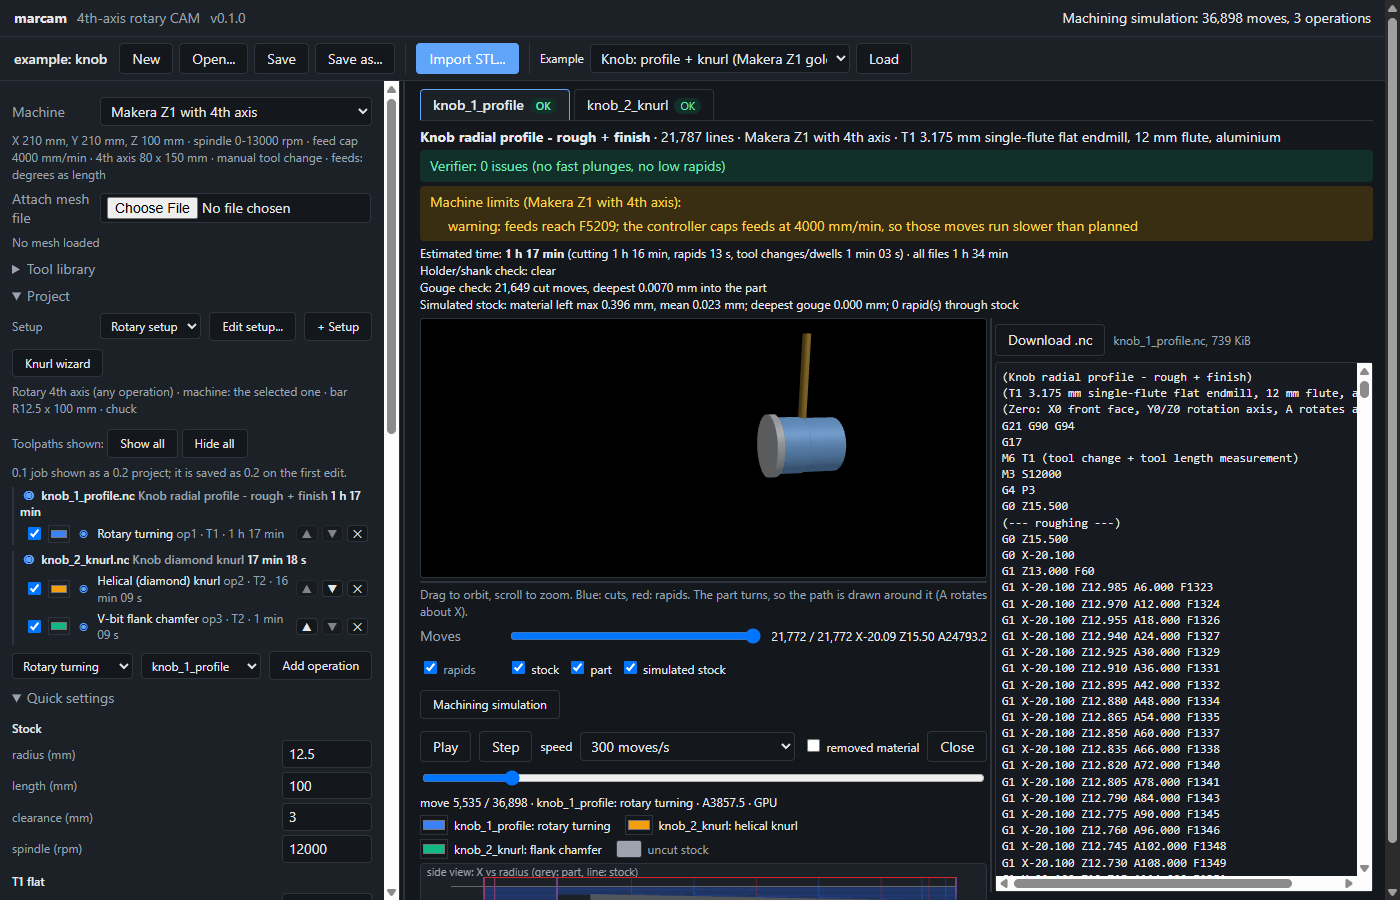 marcam 4th-axis rotary CAM v0.1.0
Machining simulation: 36,898 moves, 3 operations
example: knob New Open... Save Save as... Import STL... Example Knob: profile + knurl (Makera Z1 gol Load
Machine Makera Z1 with 4th axis
X 210 mm, Y 210 mm, Z 100 mm · spindle 0-13000 rpm · feed cap
4000 mm/min · 4th axis 80 x 150 mm · manual tool change · feeds:
degrees as length
Attach mesh
file
Choose File No file chosen
No mesh loaded
▶ Tool library
▼ Project
Setup Rotary setup Edit setup... + Setup
Knurl wizard
Rotary 4th axis (any operation) · machine: the selected one · bar
R12.5 x 100 mm · chuck
Toolpaths shown: Show all Hide all
0.1 job shown as a 0.2 project; it is saved as 0.2 on the first edit.
knob_1_profile.nc Knob radial profile - rough + finish 1 h 17
min
Rotary turning op1 · T1 · 1 h 17 min ▲ ▼ ✕
knob_2_knurl.nc Knob diamond knurl 17 min 18 s
Helical (diamond) knurl op2 · T2 · 16
min 09 s
▲ ▼ ✕
V-bit flank chamfer op3 · T2 · 1 min
09 s
▲ ▼ ✕
Rotary turning knob_1_profile Add operation
▼ Quick settings
Stock
radius (mm) 12.5
length (mm) 100
clearance (mm) 3
spindle (rpm) 12000
T1 flat
knob_1_profile OK knob_2_knurl OK
Knob radial profile - rough + finish · 21,787 lines · Makera Z1 with 4th axis · T1 3.175 mm single-flute flat endmill, 12 mm flute, aluminium
Verifier: 0 issues (no fast plunges, no low rapids)
Machine limits (Makera Z1 with 4th axis):
warning: feeds reach F5209; the controller caps feeds at 4000 mm/min, so those moves run slower than planned
Estimated time: 1 h 17 min (cutting 1 h 16 min, rapids 13 s, tool changes/dwells 1 min 03 s) · all files 1 h 34 min
Holder/shank check: clear
Gouge check: 21,649 cut moves, deepest 0.0070 mm into the part
Simulated stock: material left max 0.396 mm, mean 0.023 mm; deepest gouge 0.000 mm; 0 rapid(s) through stock
Drag to orbit, scroll to zoom. Blue: cuts, red: rapids. The part turns, so the path is drawn around it (A rotates
about X).
Moves 21,772 / 21,772 X-20.09 Z15.50 A24793.2
rapids stock part simulated stock
Machining simulation
Play Step speed 300 moves/s removed material Close
move 5,535 / 36,898 · knob_1_profile: rotary turning · A3857.5 · GPU
knob_1_profile: rotary turning knob_2_knurl: helical knurl
knob_2_knurl: flank chamfer uncut stock
side view: X vs radius (grey: part, line: stock)
Download .nc knob_1_profile.nc, 739 KiB
(Knob radial profile - rough + finish)
(T1 3.175 mm single-flute flat endmill, 12 mm flute, a
(Zero: X0 front face, Y0/Z0 rotation axis, A rotates a
G21 G90 G94
G17
M6 T1 (tool change + tool length measurement)
M3 S12000
G4 P3
G0 Z15.500
(--- roughing ---)
G0 Z15.500
G0 X-20.100
G1 Z13.000 F60
G1 X-20.100 Z12.985 A6.000 F1323
G1 X-20.100 Z12.970 A12.000 F1324
G1 X-20.100 Z12.955 A18.000 F1326
G1 X-20.100 Z12.940 A24.000 F1327
G1 X-20.100 Z12.925 A30.000 F1329
G1 X-20.100 Z12.910 A36.000 F1331
G1 X-20.100 Z12.895 A42.000 F1332
G1 X-20.100 Z12.880 A48.000 F1334
G1 X-20.100 Z12.865 A54.000 F1335
G1 X-20.100 Z12.850 A60.000 F1337
G1 X-20.100 Z12.835 A66.000 F1338
G1 X-20.100 Z12.820 A72.000 F1340
G1 X-20.100 Z12.805 A78.000 F1341
G1 X-20.100 Z12.790 A84.000 F1343
G1 X-20.100 Z12.775 A90.000 F1345
G1 X-20.100 Z12.760 A96.000 F1346
G1 X-20.100 Z12.745 A102.000 F1348
G1 X-20.100 Z12.730 A108.000 F1349